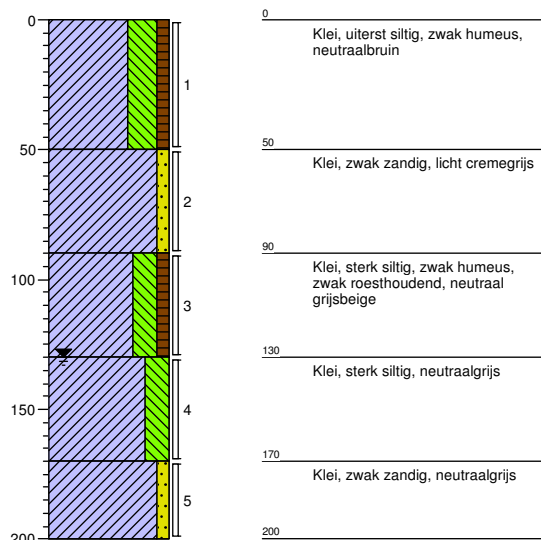 0
50
100
150
200
1
2
3
4
5
0
Klei, uiterst siltig, zwak humeus,
neutraalbruin
50
Klei, zwak zandig, licht cremegrijs
90
Klei, sterk siltig, zwak humeus,
zwak roesthoudend, neutraal
grijsbeige
130
Klei, sterk siltig, neutraalgrijs
170
Klei, zwak zandig, neutraalgrijs
200